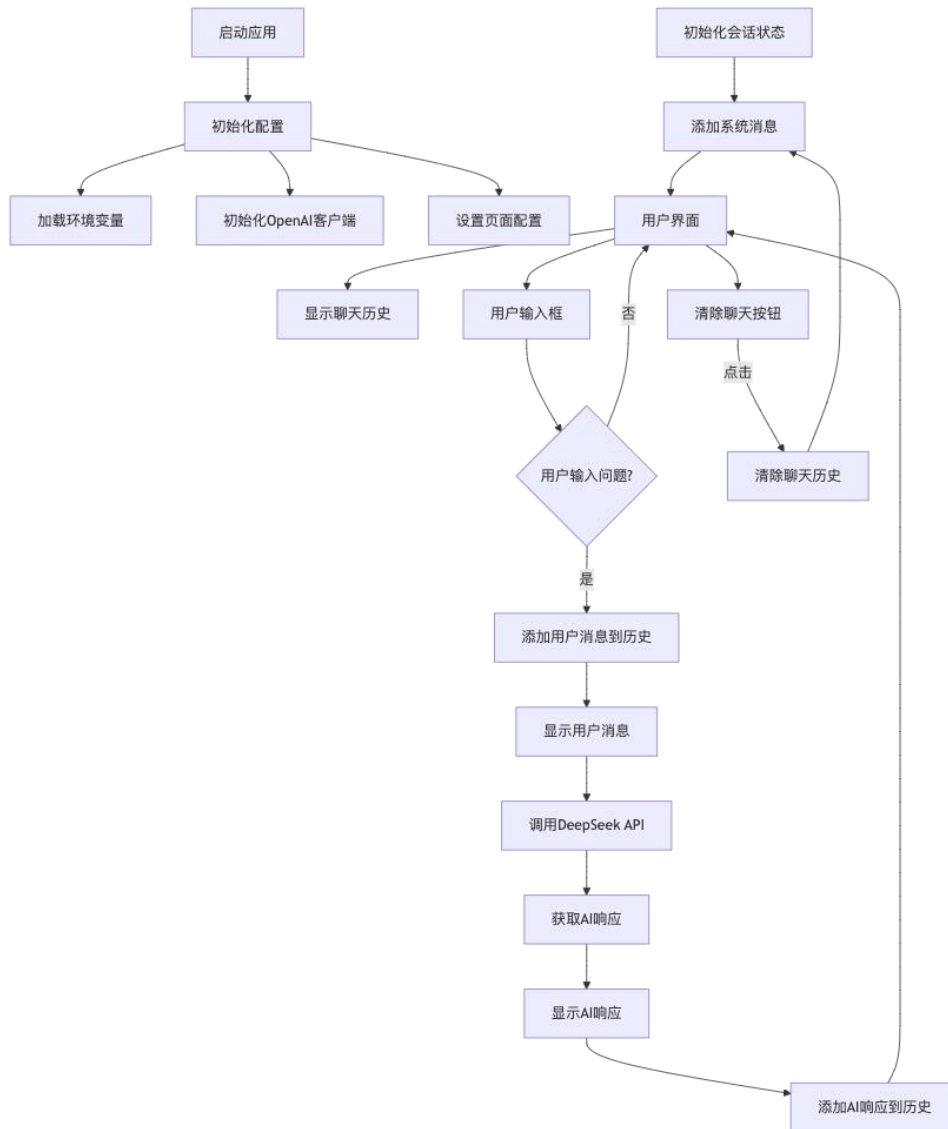 启动应用
初始化会话状态
初始化配置
添加系统消息
加载环境变量
初始化OpenAI客户端
设置页面配置
用户界面
显示聊天历史
用户输入框
否
清除聊天按钮
点击
用户输入问题?
清除聊天历史
是
添加用户消息到历史
显示用户消息
调用DeepSeek API
获取AI响应
显示AI响应
添加AI响应到历史